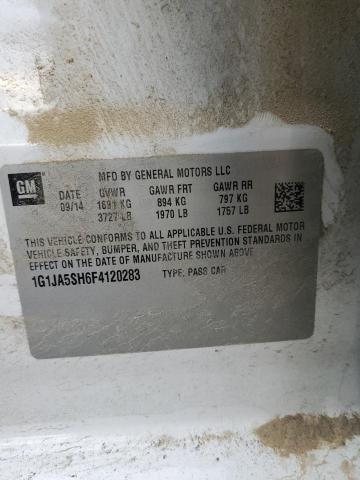 GM
MFD BY GENERAL MOTORS LLC
DATE GVWR GAWR FRT GAWR RR
09/14 1691 KG 894 KG 797 KG
3727 LB 1970 LB 1757 LB
THIS VEHICLE CONFORMS TO ALL APPLICABLE U.S. FEDERAL MOTOR
VEHICLE SAFETY, BUMPER, AND THEFT PREVENTION STANDARDS IN
EFFECT ON THE DATE OF MANUFACTURE SHOWN ABOVE.
1G1JA5SH6F4120283 TYPE: PASS CAR